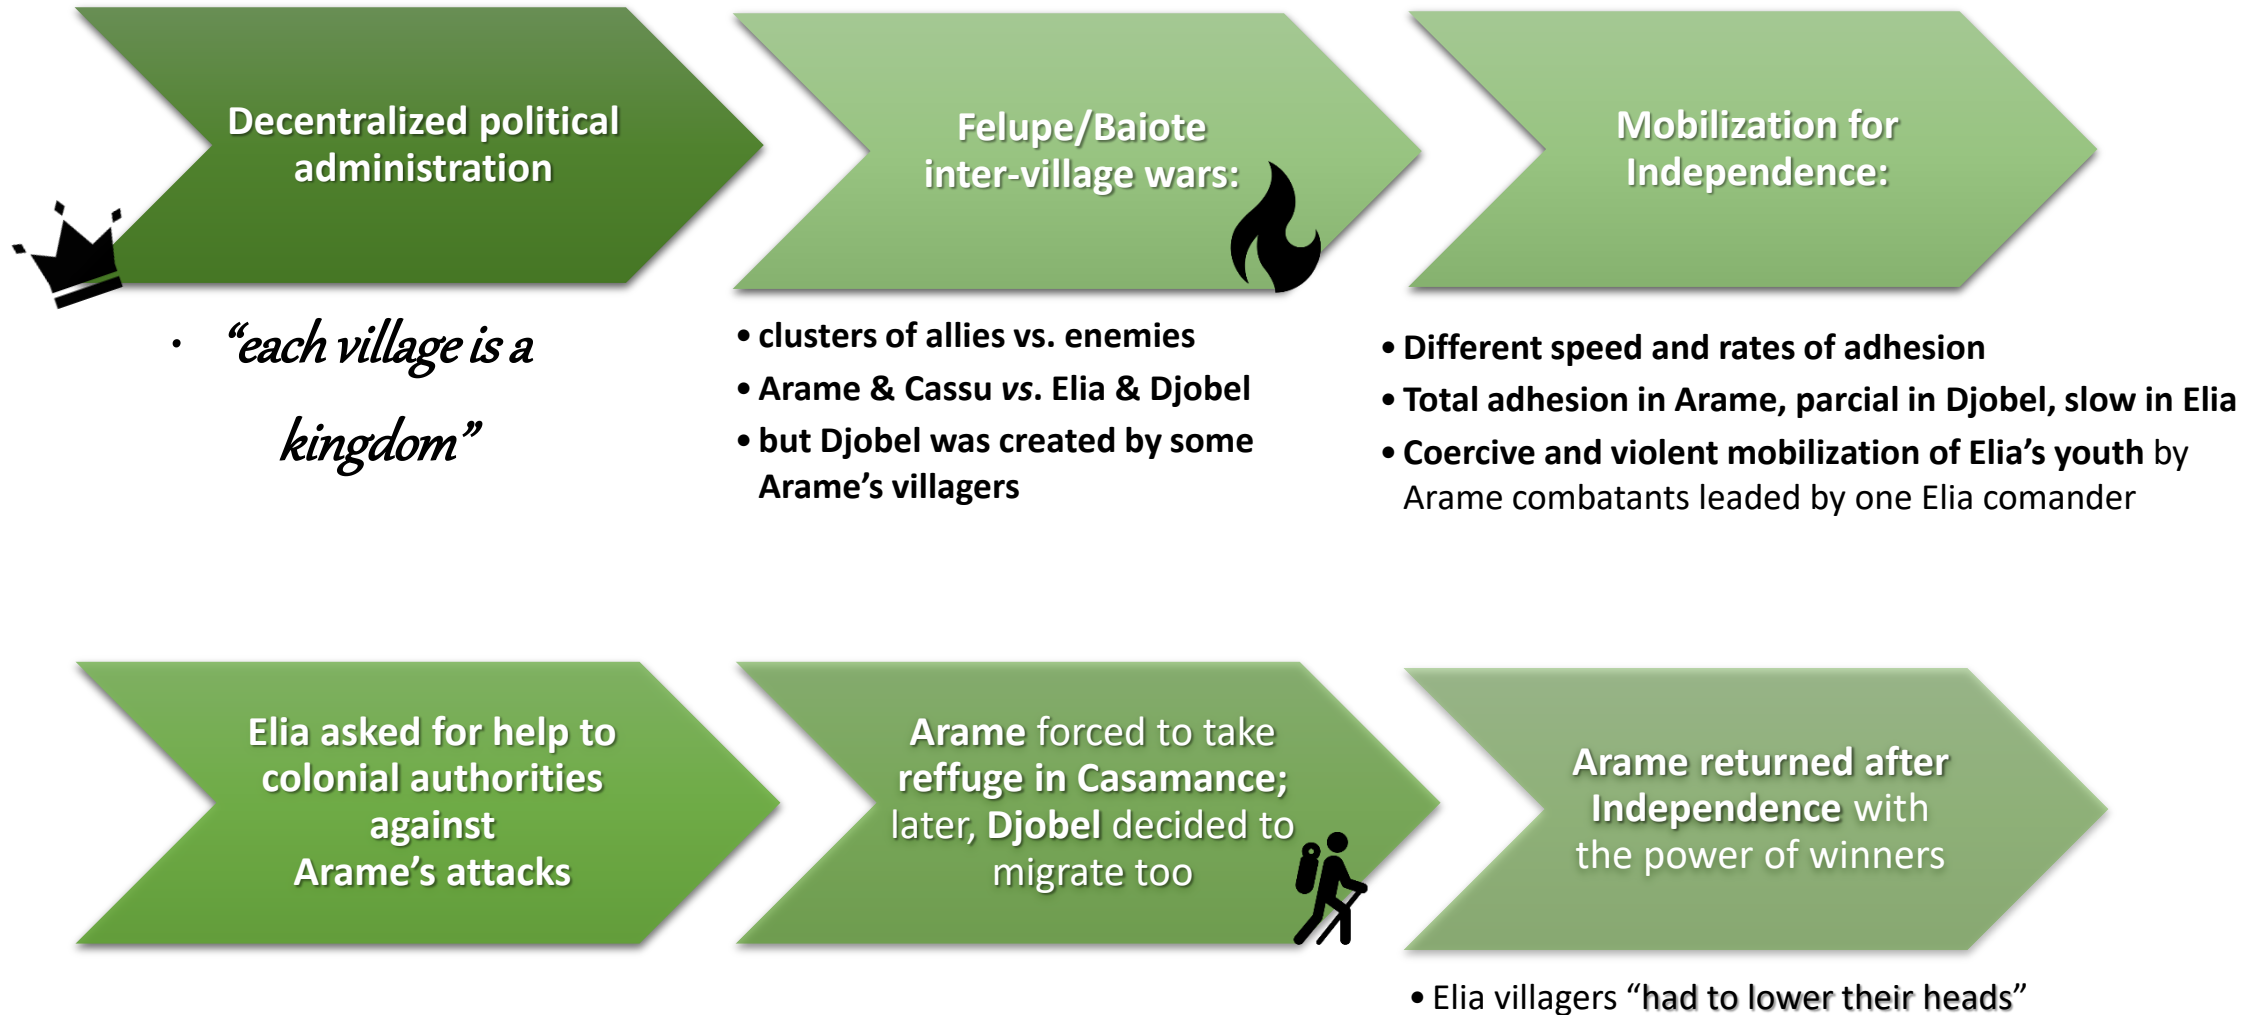 Decentralized political
administration
• “each village is a
kingdom”
Felupe/Baiote
inter-village wars:
• clusters of allies vs. enemies
• Arame & Cassu vs. Elia & Djobel
• but Djobel was created by some
Arame’s villagers
Mobilization for
Independence:
• Different speed and rates of adhesion
• Total adhesion in Arame, parcial in Djobel, slow in Elia
• Coercive and violent mobilization of Elia’s youth by
Arame combatants leaded by one Elia comander
Elia asked for help to
colonial authorities
against
Arame’s attacks
Arame forced to take
reffuge in Casamance;
later, Djobel decided to
migrate too
Arame returned after
Independence with
the power of winners
• Elia villagers “had to lower their heads”